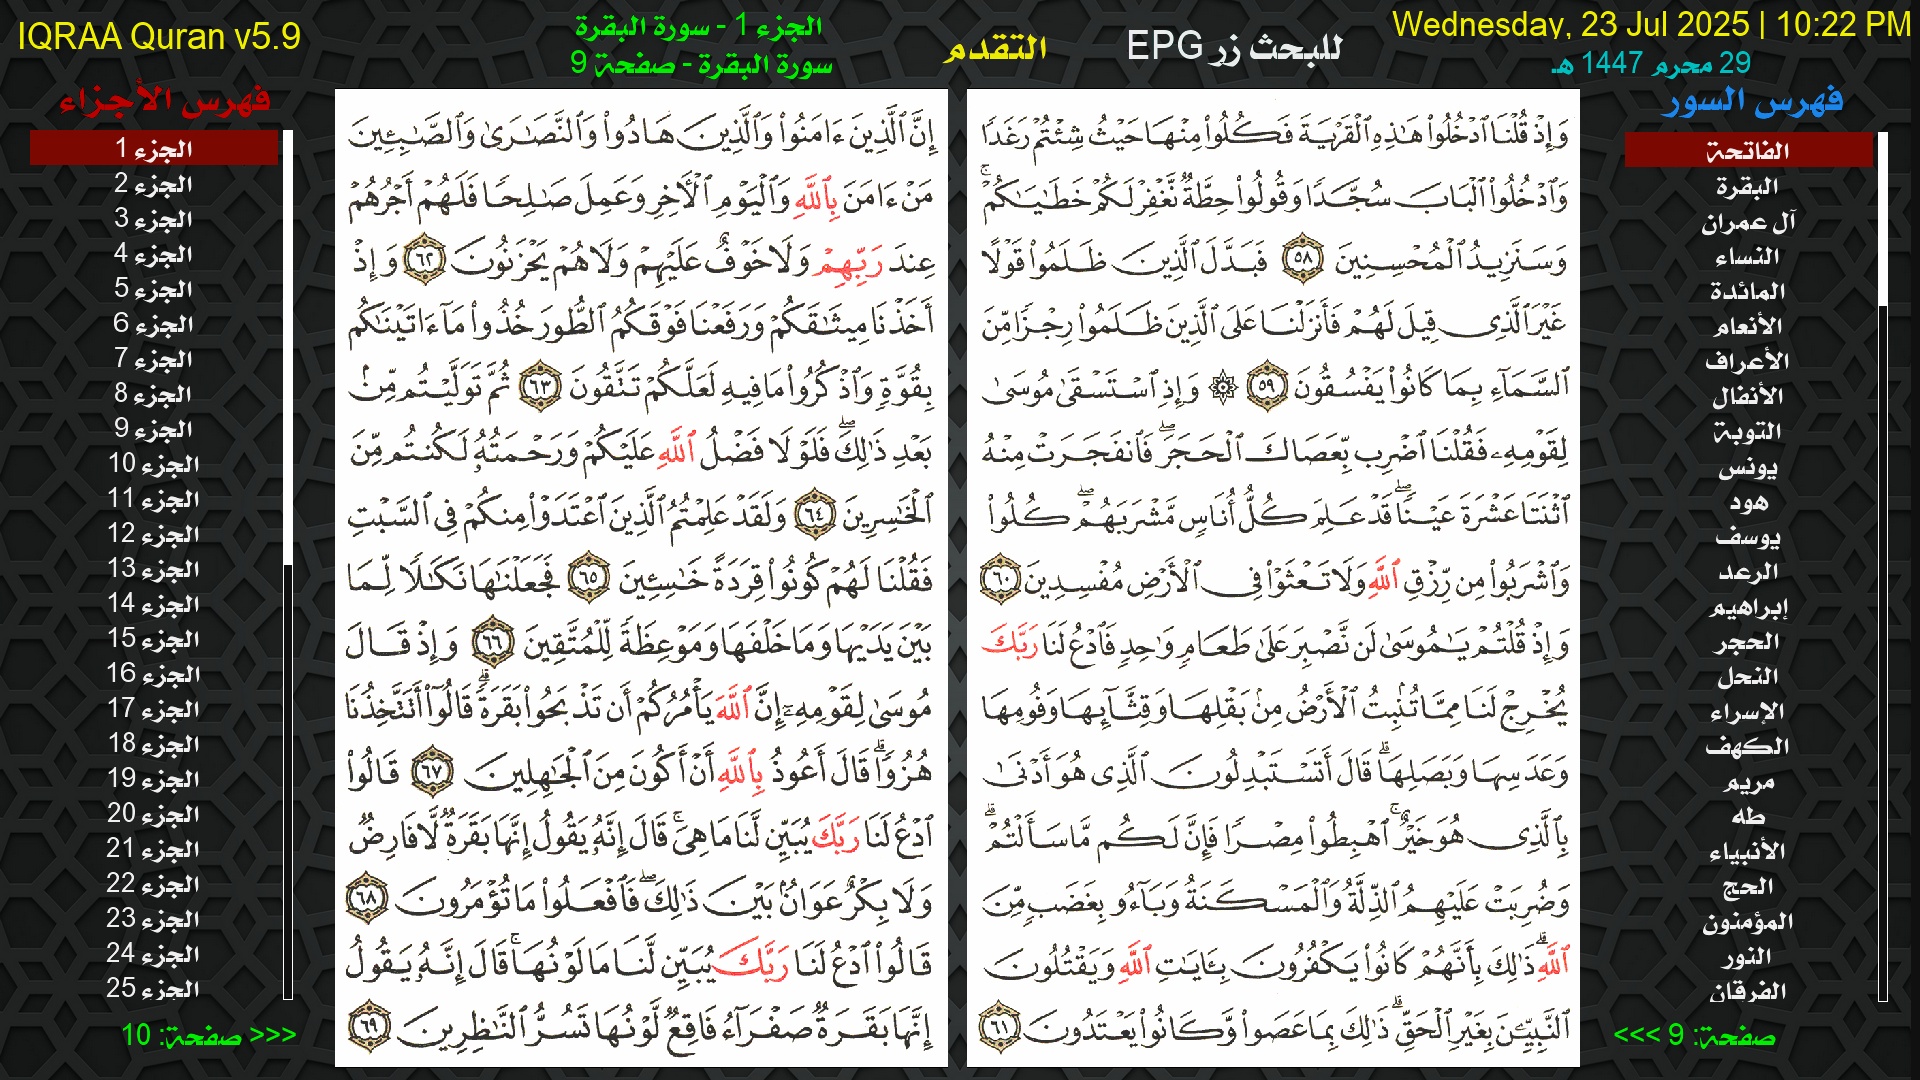 IQRAA Quran v5.9
الجزء 1 - سورة البقرة
سورة البقرة - صفحة 9
التقدم
للبحث زر EPG
Wednesday, 23 Jul 2025 | 10:22 PM
29 محرم 1447 هـ
فهرس السور
الفاتحة
البقرة
آل عمران
النساء
المائدة
الأنعام
الأعراف
الأنفال
التوبة
يونس
هود
يوسف
الرعد
إبراهيم
الحجر
النحل
الإسراء
الكهف
مريم
طه
الأنبياء
الحج
المؤمنون
النور
الفرقان
صفحة: 9 >>>
وَإِذْ قُلْنَا ٱدْخُلُوا۟ هَـٰذِهِ ٱلْقَرْيَةَ فَكُلُوا۟ مِنْهَا حَيْثُ شِئْتُمْ رَغَدًا
وَٱدْخُلُوا۟ ٱلْبَابَ سُجَّدًا وَقُولُوا۟ حِطَّةٌ نَّغْفِرْ لَكُمْ خَطَـٰيَـٰكُمْ ۚ
وَسَنَزِيدُ ٱلْمُحْسِنِينَ ٥٨ فَبَدَّلَ ٱلَّذِينَ ظَلَمُوا۟ قَوْلًا
غَيْرَ ٱلَّذِى قِيلَ لَهُمْ فَأَنزَلْنَا عَلَى ٱلَّذِينَ ظَلَمُوا۟ رِجْزًا مِّنَ
ٱلسَّمَآءِ بِمَا كَانُوا۟ يَفْسُقُونَ ٥٩ ۞ وَإِذِ ٱسْتَسْقَىٰ مُوسَىٰ
لِقَوْمِهِۦ فَقُلْنَا ٱضْرِب بِّعَصَاكَ ٱلْحَجَرَ ۖ فَٱنفَجَرَتْ مِنْهُ
ٱثْنَتَا عَشْرَةَ عَيْنًا ۖ قَدْ عَلِمَ كُلُّ أُنَاسٍ مَّشْرَبَهُمْ ۖ كُلُوا۟
وَٱشْرَبُوا۟ مِن رِّزْقِ ٱللَّهِ وَلَا تَعْثَوْا۟ فِى ٱلْأَرْضِ مُفْسِدِينَ ٦٠
وَإِذْ قُلْتُمْ يَـٰمُوسَىٰ لَن نَّصْبِرَ عَلَىٰ طَعَامٍ وَٰحِدٍ فَٱدْعُ لَنَا رَبَّكَ
يُخْرِجْ لَنَا مِمَّا تُنۢبِتُ ٱلْأَرْضُ مِنۢ بَقْلِهَا وَقِثَّآئِهَا وَفُومِهَا
وَعَدَسِهَا وَبَصَلِهَا ۖ قَالَ أَتَسْتَبْدِلُونَ ٱلَّذِى هُوَ أَدْنَىٰ
بِٱلَّذِى هُوَ خَيْرٌ ۚ ٱهْبِطُوا۟ مِصْرًا فَإِنَّ لَكُم مَّا سَأَلْتُمْ ۗ
وَضُرِبَتْ عَلَيْهِمُ ٱلذِّلَّةُ وَٱلْمَسْكَنَةُ وَبَآءُو بِغَضَبٍ مِّنَ
ٱللَّهِ ۗ ذَٰلِكَ بِأَنَّهُمْ كَانُوا۟ يَكْفُرُونَ بِـَٔايَـٰتِ ٱللَّهِ وَيَقْتُلُونَ
ٱلنَّبِيِّـۧنَ بِغَيْرِ ٱلْحَقِّ ۗ ذَٰلِكَ بِمَا عَصَوا۟ وَّكَانُوا۟ يَعْتَدُونَ ٦١
إِنَّ ٱلَّذِينَ ءَامَنُوا۟ وَٱلَّذِينَ هَادُوا۟ وَٱلنَّصَـٰرَىٰ وَٱلصَّـٰبِـِٔينَ
مَنْ ءَامَنَ بِٱللَّهِ وَٱلْيَوْمِ ٱلْـَٔاخِرِ وَعَمِلَ صَـٰلِحًا فَلَهُمْ أَجْرُهُمْ
عِندَ رَبِّهِمْ وَلَا خَوْفٌ عَلَيْهِمْ وَلَا هُمْ يَحْزَنُونَ ٦٢ وَإِذْ
أَخَذْنَا مِيثَـٰقَكُمْ وَرَفَعْنَا فَوْقَكُمُ ٱلطُّورَ خُذُوا۟ مَآ ءَاتَيْنَـٰكُم
بِقُوَّةٍ وَٱذْكُرُوا۟ مَا فِيهِ لَعَلَّكُمْ تَتَّقُونَ ٦٣ ثُمَّ تَوَلَّيْتُم مِّنۢ
بَعْدِ ذَٰلِكَ ۖ فَلَوْلَا فَضْلُ ٱللَّهِ عَلَيْكُمْ وَرَحْمَتُهُۥ لَكُنتُم مِّنَ
ٱلْخَـٰسِرِينَ ٦٤ وَلَقَدْ عَلِمْتُمُ ٱلَّذِينَ ٱعْتَدَوْا۟ مِنكُمْ فِى ٱلسَّبْتِ
فَقُلْنَا لَهُمْ كُونُوا۟ قِرَدَةً خَـٰسِـِٔينَ ٦٥ فَجَعَلْنَـٰهَا نَكَـٰلًا لِّمَا
بَيْنَ يَدَيْهَا وَمَا خَلْفَهَا وَمَوْعِظَةً لِّلْمُتَّقِينَ ٦٦ وَإِذْ قَالَ
مُوسَىٰ لِقَوْمِهِۦٓ إِنَّ ٱللَّهَ يَأْمُرُكُمْ أَن تَذْبَحُوا۟ بَقَرَةً ۖ قَالُوٓا۟ أَتَتَّخِذُنَا
هُزُوًا ۖ قَالَ أَعُوذُ بِٱللَّهِ أَنْ أَكُونَ مِنَ ٱلْجَـٰهِلِينَ ٦٧ قَالُوا۟
ٱدْعُ لَنَا رَبَّكَ يُبَيِّن لَّنَا مَا هِىَ ۚ قَالَ إِنَّهُۥ يَقُولُ إِنَّهَا بَقَرَةٌ لَّا فَارِضٌ
وَلَا بِكْرٌ عَوَانٌۢ بَيْنَ ذَٰلِكَ ۖ فَٱفْعَلُوا۟ مَا تُؤْمَرُونَ ٦٨
قَالُوا۟ ٱدْعُ لَنَا رَبَّكَ يُبَيِّن لَّنَا مَا لَوْنُهَا ۚ قَالَ إِنَّهُۥ يَقُولُ
إِنَّهَا بَقَرَةٌ صَفْرَآءُ فَاقِعٌ لَّوْنُهَا تَسُرُّ ٱلنَّـٰظِرِينَ ٦٩
فهرس الأجزاء
الجزء 1
الجزء 2
الجزء 3
الجزء 4
الجزء 5
الجزء 6
الجزء 7
الجزء 8
الجزء 9
الجزء 10
الجزء 11
الجزء 12
الجزء 13
الجزء 14
الجزء 15
الجزء 16
الجزء 17
الجزء 18
الجزء 19
الجزء 20
الجزء 21
الجزء 22
الجزء 23
الجزء 24
الجزء 25
<<< صفحة: 10